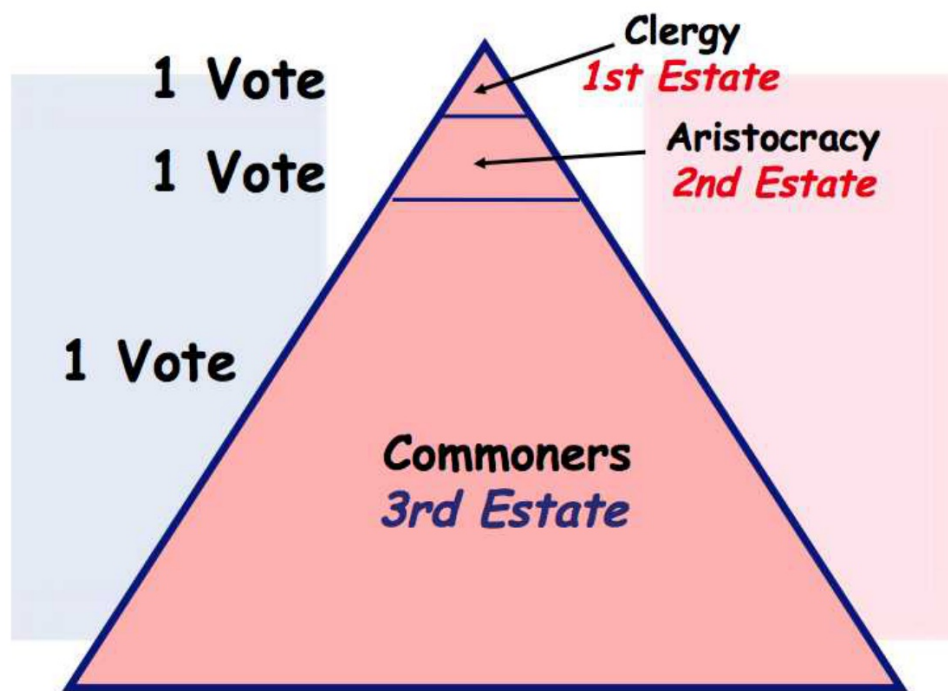 1 Vote
Clergy
1st Estate
1 Vote
Aristocracy
2nd Estate
1 Vote
Commoners
3rd Estate